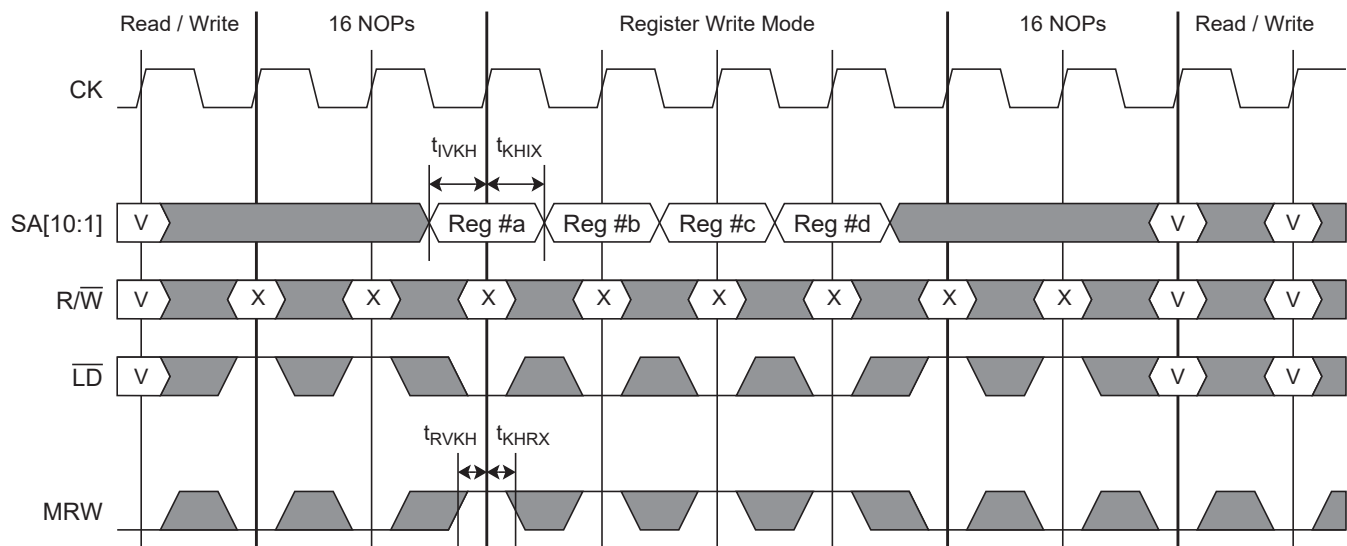 Read / Write 16 NOPs Register Write Mode 16 NOPs Read / Write
CK
tIVKH tKHIX
SA[10:1] V Reg #a Reg #b Reg #c Reg #d V V
R/W̅ V X X X X X X X X V V
L̅D̅ V V V
tRVKH tKHRX
MRW